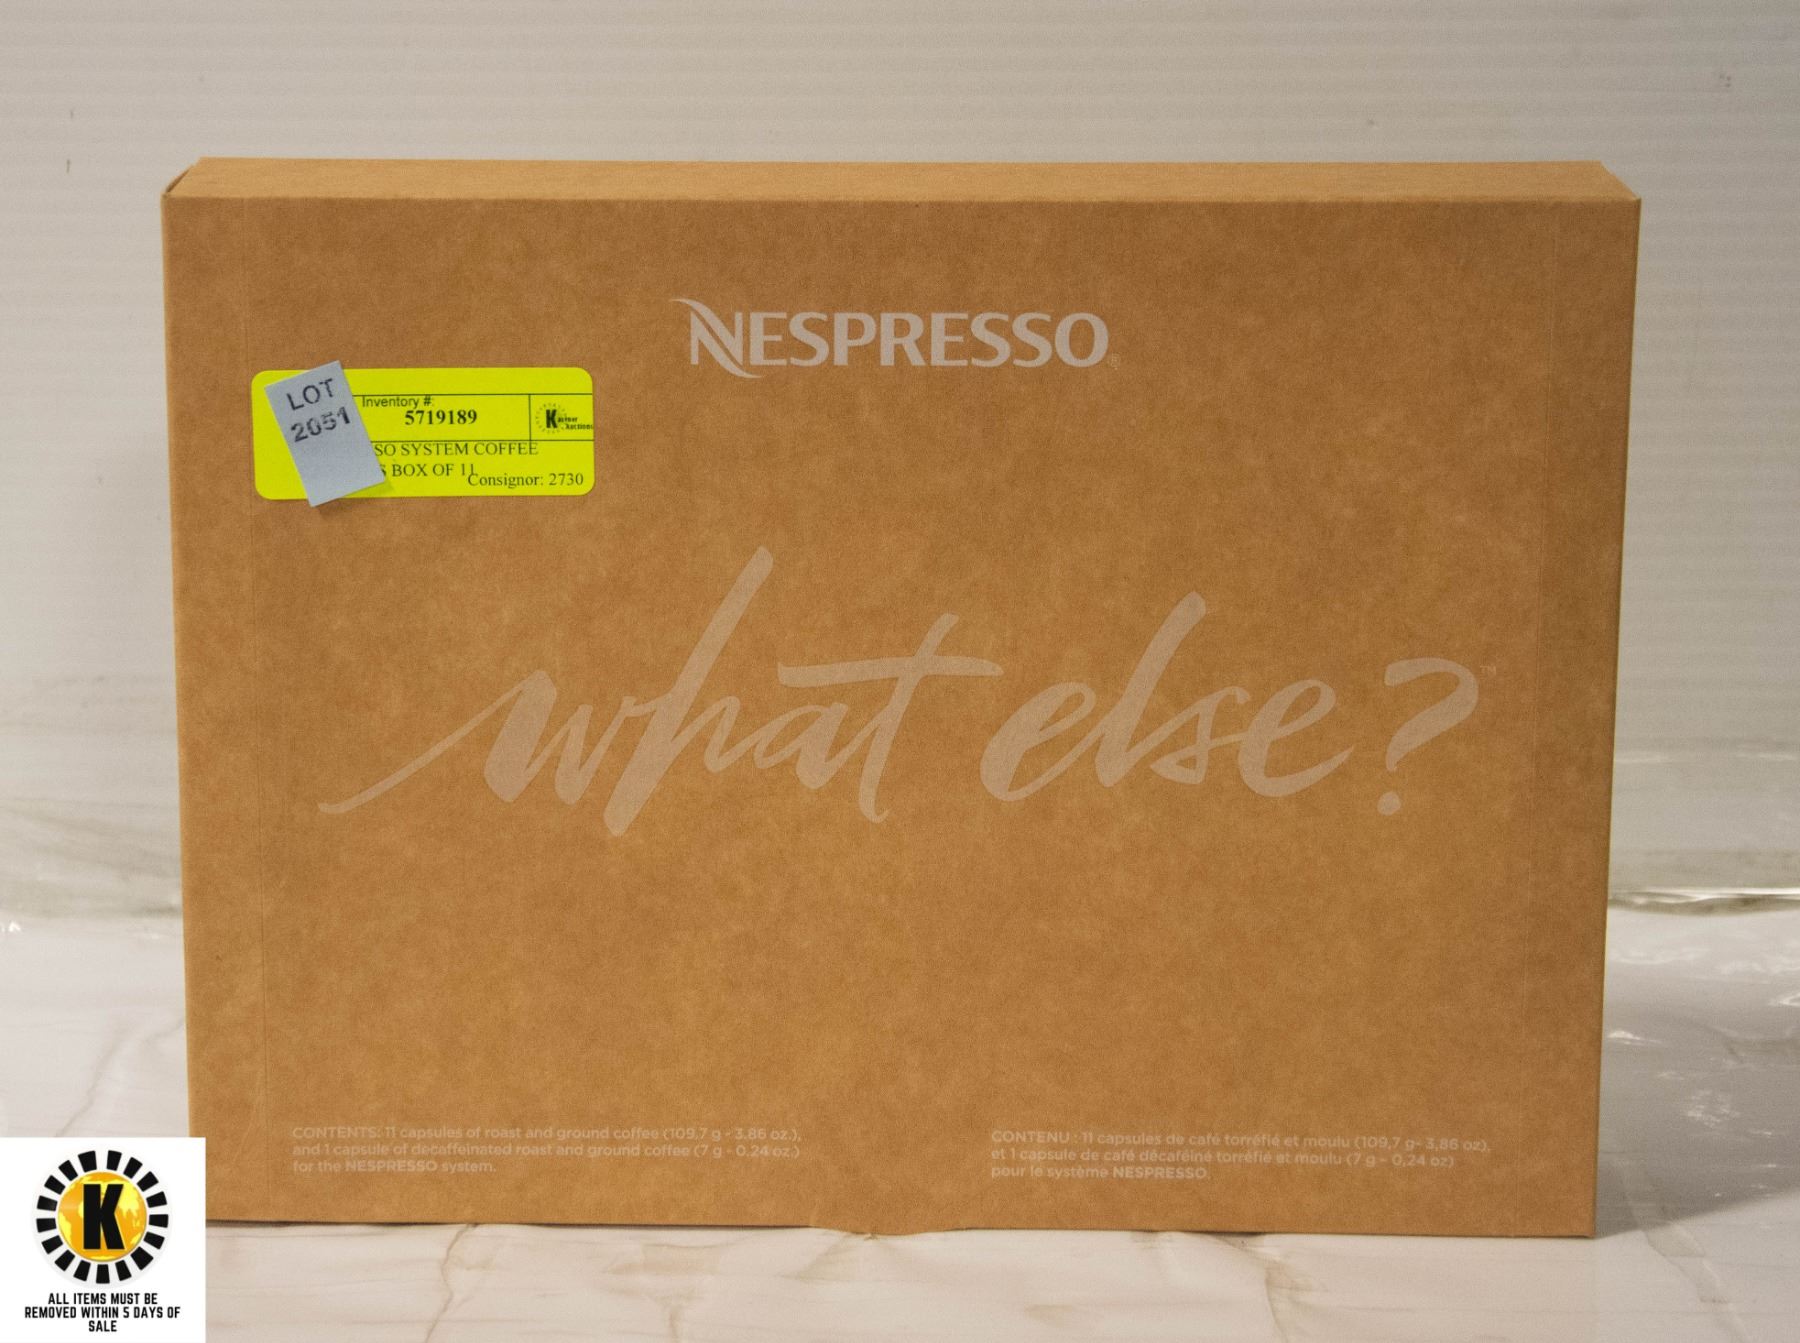 NESPRESSO
LOT
2051
Inventory #:
5719189
SO SYSTEM COFFEE
S BOX OF 11
Consignor: 2730
Kastner
Auctions
what else?™
CONTENTS: 11 capsules of roast and ground coffee (109,7 g - 3.86 oz.),
and 1 capsule of decaffeinated roast and ground coffee (7 g - 0.24 oz.)
for the NESPRESSO system.
CONTENU : 11 capsules de café torréfié et moulu (109,7 g- 3,86 oz),
et 1 capsule de café décaféiné torréfié et moulu (7 g - 0,24 oz)
pour le système NESPRESSO.
K
ALL ITEMS MUST BE
REMOVED WITHIN 5 DAYS OF
SALE